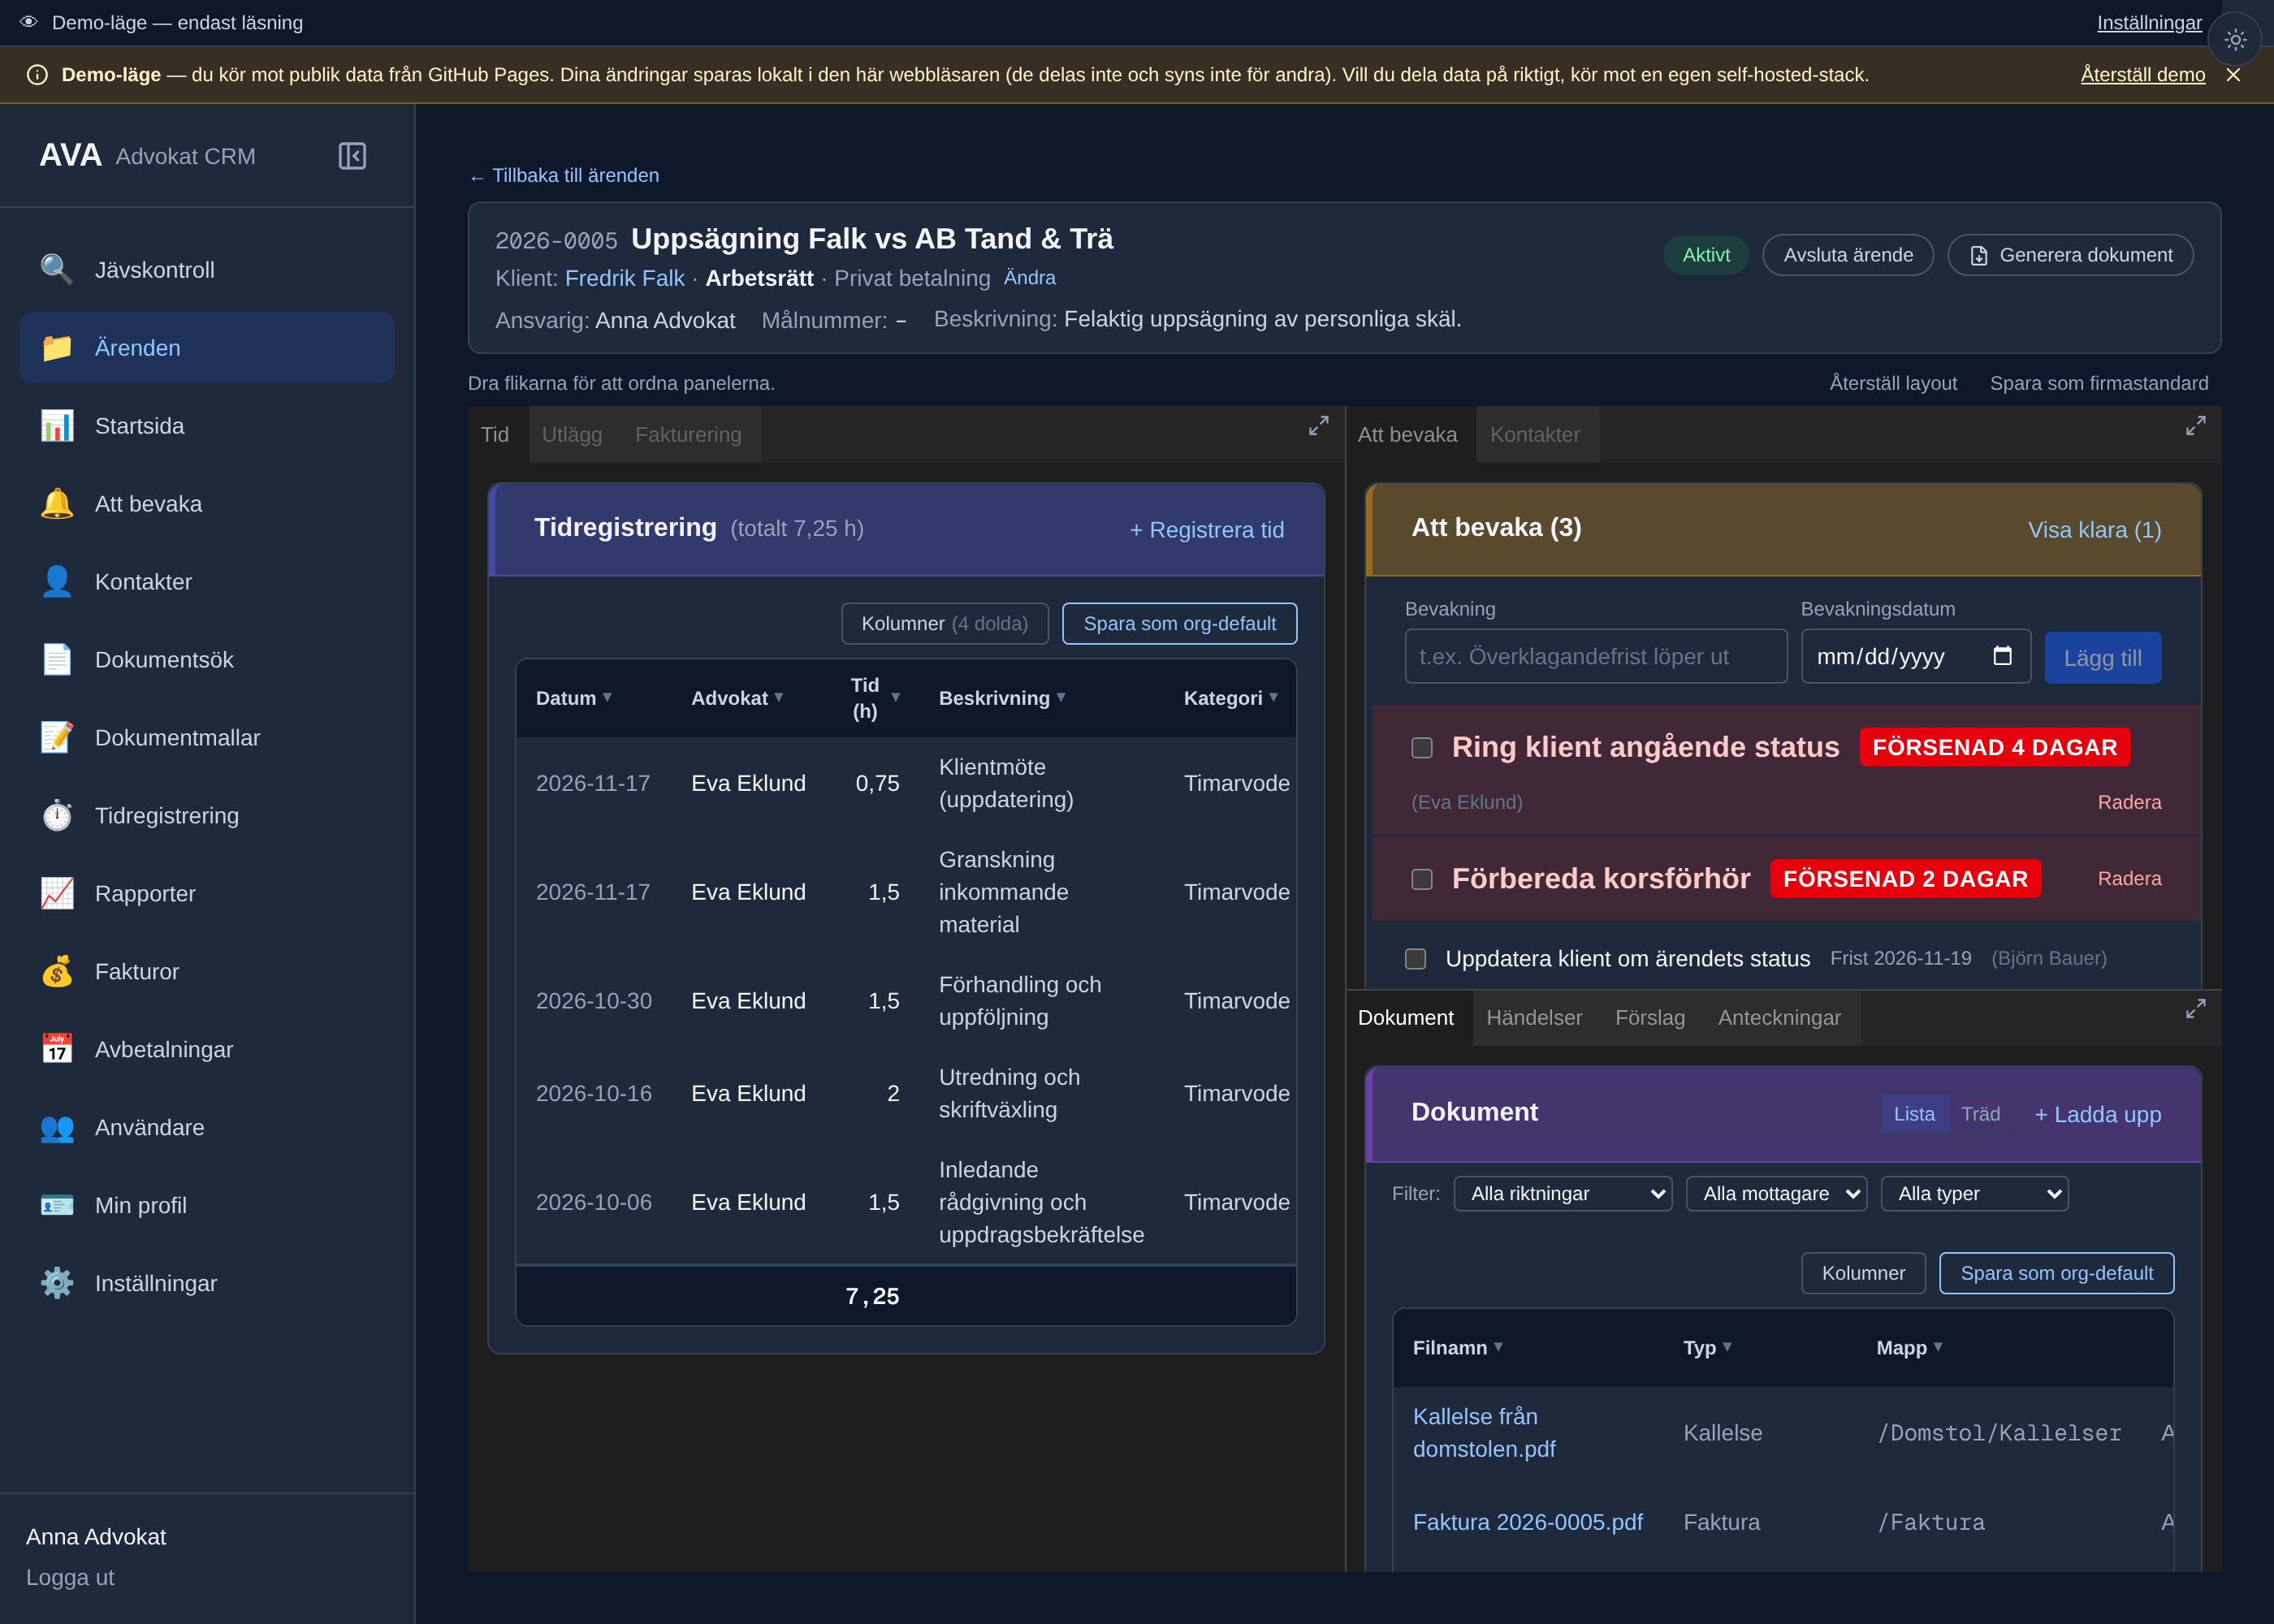 Demo-läge — endast läsning
Inställningar
Demo-läge — du kör mot publik data från GitHub Pages. Dina ändringar sparas lokalt i den här webbläsaren (de delas inte och syns inte för andra). Vill du dela data på riktigt, kör mot en egen self-hosted-stack.
Återställ demo
AVA Advokat CRM
Jävskontroll
Ärenden
Startsida
Att bevaka
Kontakter
Dokumentsök
Dokumentmallar
Tidregistrering
Rapporter
Fakturor
Avbetalningar
Användare
Min profil
Inställningar
Anna Advokat
Logga ut
← Tillbaka till ärenden
2026-0005 Uppsägning Falk vs AB Tand & Trä
Klient: Fredrik Falk · Arbetsrätt · Privat betalning Ändra
Ansvarig: Anna Advokat Målnummer: – Beskrivning: Felaktig uppsägning av personliga skäl.
Aktivt
Avsluta ärende
Generera dokument
Dra flikarna för att ordna panelerna.
Återställ layout Spara som firmastandard
Tid Utlägg Fakturering
Tidregistrering (totalt 7,25 h) + Registrera tid
Kolumner (4 dolda) Spara som org-default
Datum ▼ Advokat ▼ Tid (h) ▼ Beskrivning ▼ Kategori ▼
2026-11-17 Eva Eklund 0,75 Klientmöte (uppdatering) Timarvode
2026-11-17 Eva Eklund 1,5 Granskning inkommande material Timarvode
2026-10-30 Eva Eklund 1,5 Förhandling och uppföljning Timarvode
2026-10-16 Eva Eklund 2 Utredning och skriftväxling Timarvode
2026-10-06 Eva Eklund 1,5 Inledande rådgivning och uppdragsbekräftelse Timarvode
7,25
Att bevaka Kontakter
Att bevaka (3) Visa klara (1)
Bevakning Bevakningsdatum
t.ex. Överklagandefrist löper ut mm/dd/yyyy Lägg till
Ring klient angående status FÖRSENAD 4 DAGAR
(Eva Eklund) Radera
Förbereda korsförhör FÖRSENAD 2 DAGAR Radera
Uppdatera klient om ärendets status Frist 2026-11-19 (Björn Bauer)
Dokument Händelser Förslag Anteckningar
Dokument Lista Träd + Ladda upp
Filter: Alla riktningar Alla mottagare Alla typer
Kolumner Spara som org-default
Filnamn ▼ Typ ▼ Mapp ▼
Kallelse från domstolen.pdf Kallelse /Domstol/Kallelser
Faktura 2026-0005.pdf Faktura /Faktura